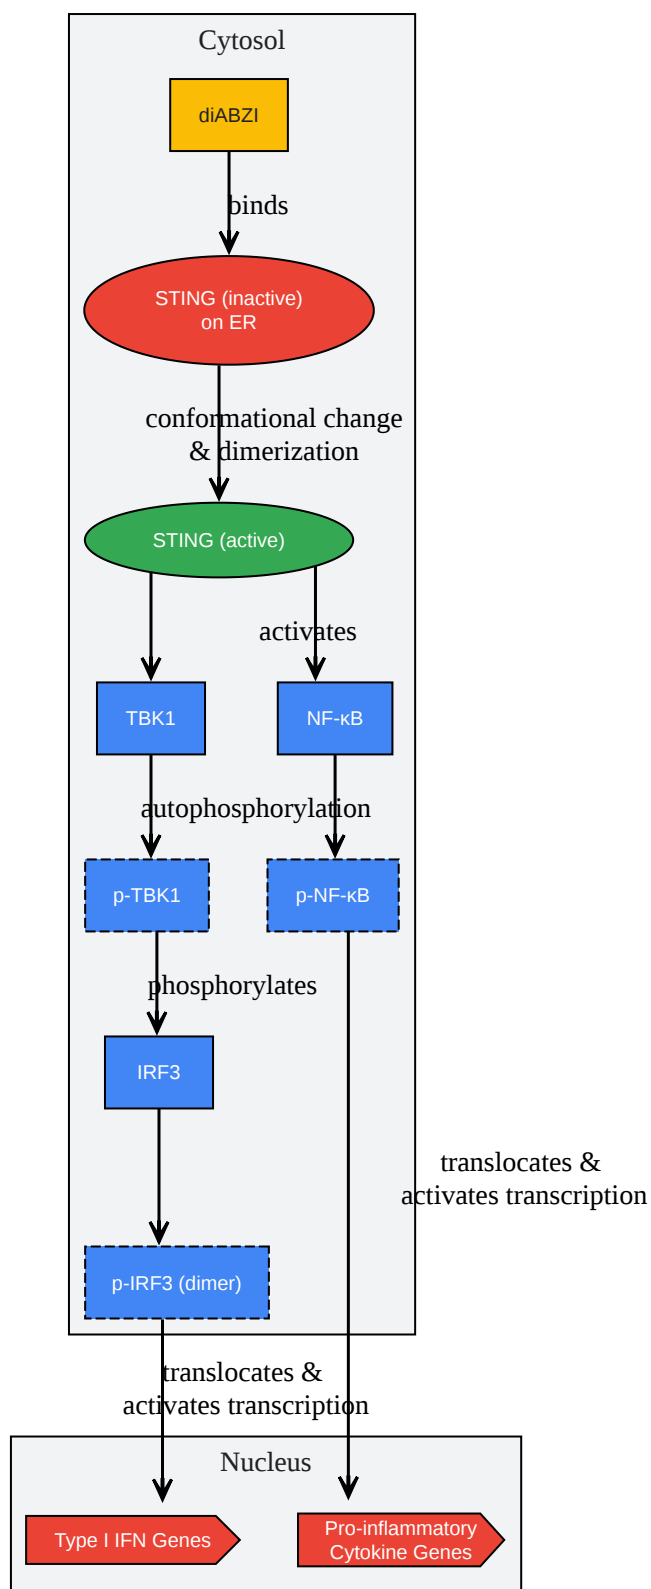 Cytosol
diABZI
binds
STING (inactive)
on ER
conformational change
& dimerization
STING (active)
activates
TBK1
NF-κB
autophosphorylation
p-TBK1
p-NF-κB
phosphorylates
IRF3
translocates &
activates transcription
p-IRF3 (dimer)
translocates &
activates transcription
Nucleus
Type I IFN Genes
Pro-inflammatory
Cytokine Genes